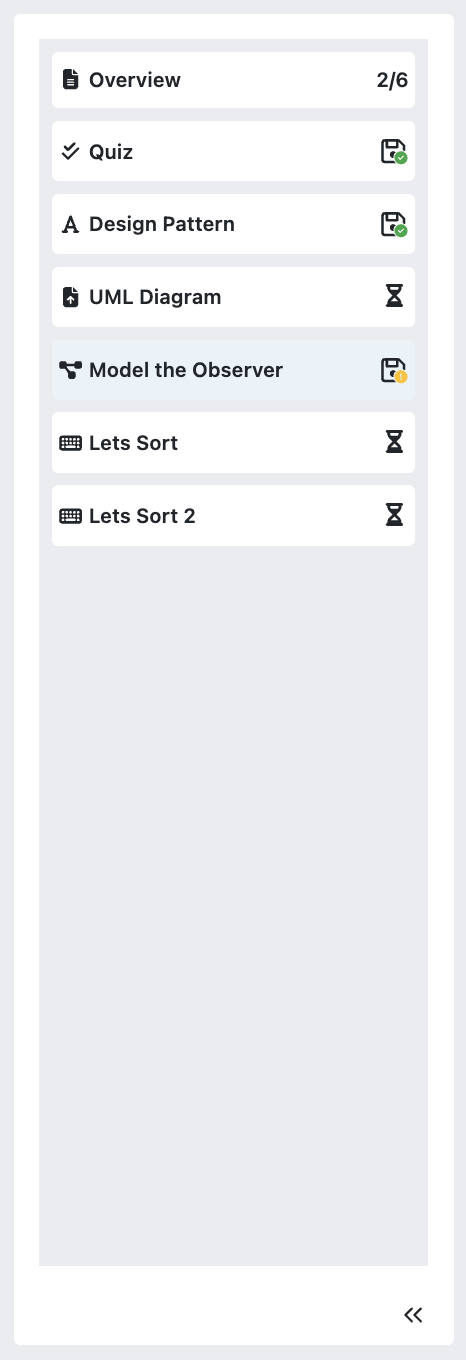 Overview 2/6
Quiz
Design Pattern
UML Diagram
Model the Observer
Lets Sort
Lets Sort 2